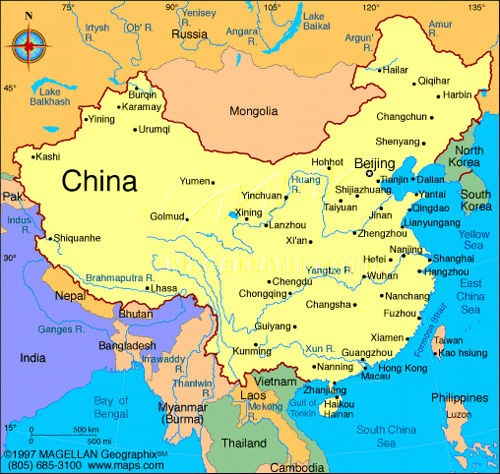 75°
90°
105°
120°
135°
Irtysh
R.
Ob' R.
Yenisey
R.
Angara
R.
Lake
Baikal
Russia
Argun'
R.
Amur
R.
Lake
Balkhash
45°
Burqin
Karamay
Yining
Urumqi
Mongolia
Hailar
Qiqihar
Harbin
Changchun
Shenyang
Kashi
China
Yumen
Hohhot
Beijing
North
Korea
Huang
R.
Tianjin
Dalian
Yinchuan
Shijiazhuang
Yantai
South
Korea
Pak.
Golmud
Xining
Taiyuan
Jinan
Qingdao
Lanzhou
Lianyungang
Indus
R.
Shiquanhe
Xi'an
Zhengzhou
Yellow
Sea
30°
Nanjing
Hefei
Shanghai
Brahmaputra R.
Yangtze R.
Wuhan
Hangzhou
Lhasa
Chengdu
Chongqing
Nepal
Changsha
Nanchang
East
China
Sea
Bhutan
Ganges R.
Guiyang
Fuzhou
Formosa Strait
Bangladesh
Kunming
Xun R.
Xiamen
Taiwan
India
Irrawaddy
R.
Guangzhou
Kao hsiung
Nanning
Hong Kong
Macau
Thanlwin
R.
Vietnam
Zhanjiang
Laos
Gulf of
Tonkin
Haikou
Hainan
Philippines
Bay of
Bengal
Myanmar
(Burma)
Mekong
R.
Luzon
South China
Sea
15°
0
500 mi
0
500 km
Thailand
©1997 MAGELLAN GeographixSM
(805) 685-3100 www.maps.com
Cambodia